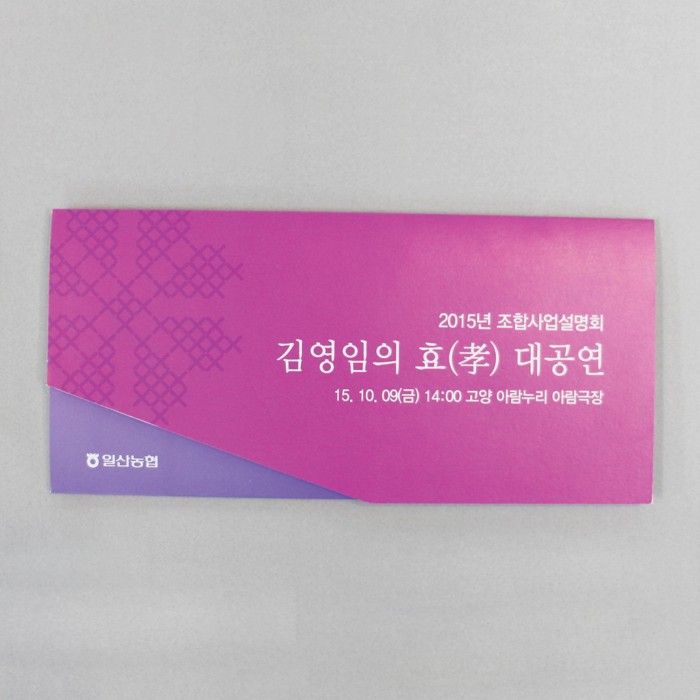 2015년 조합사업설명회
김영임의 효(孝) 대공연
15. 10. 09(금) 14:00 고양 아람누리 아람극장
일산농협